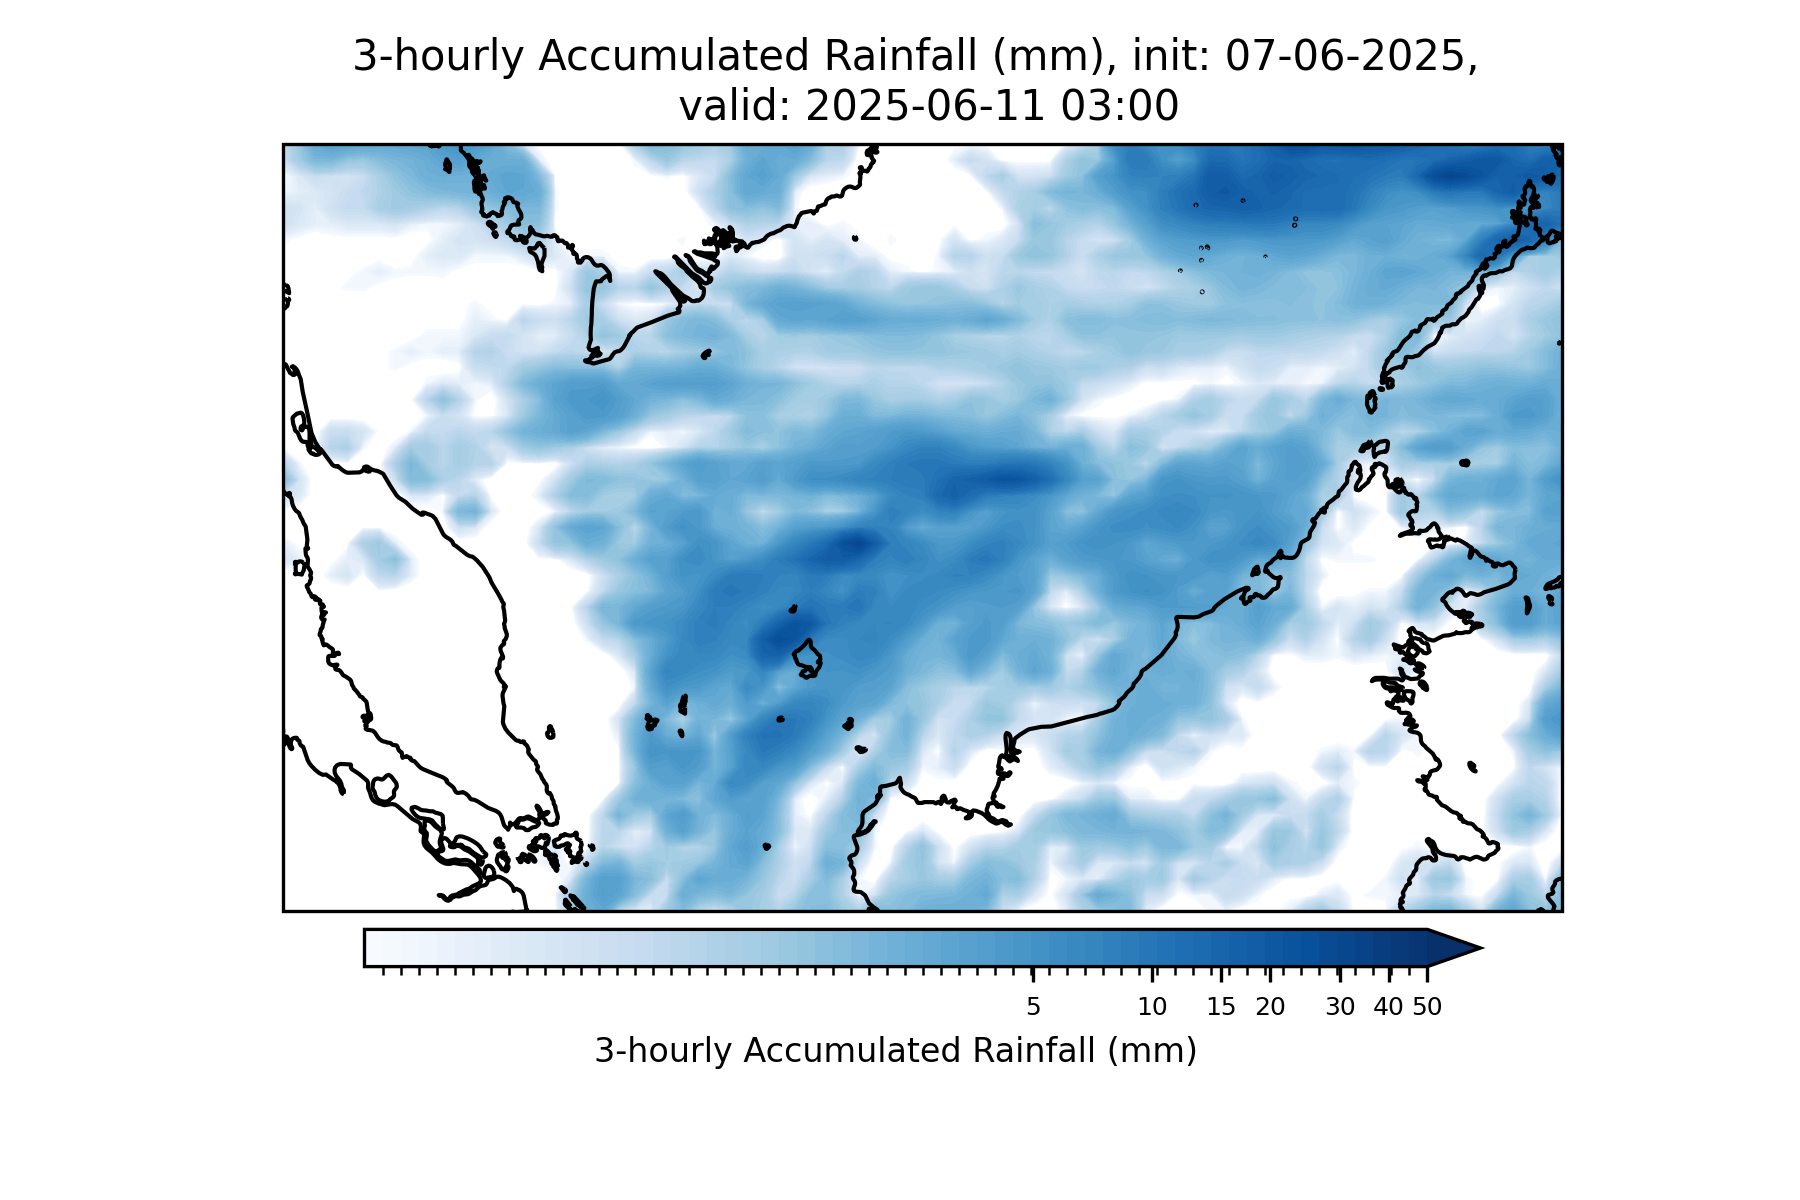 3-hourly Accumulated Rainfall (mm), init: 07-06-2025,
valid: 2025-06-11 03:00
5 10 15 20 30 40 50
3-hourly Accumulated Rainfall (mm)